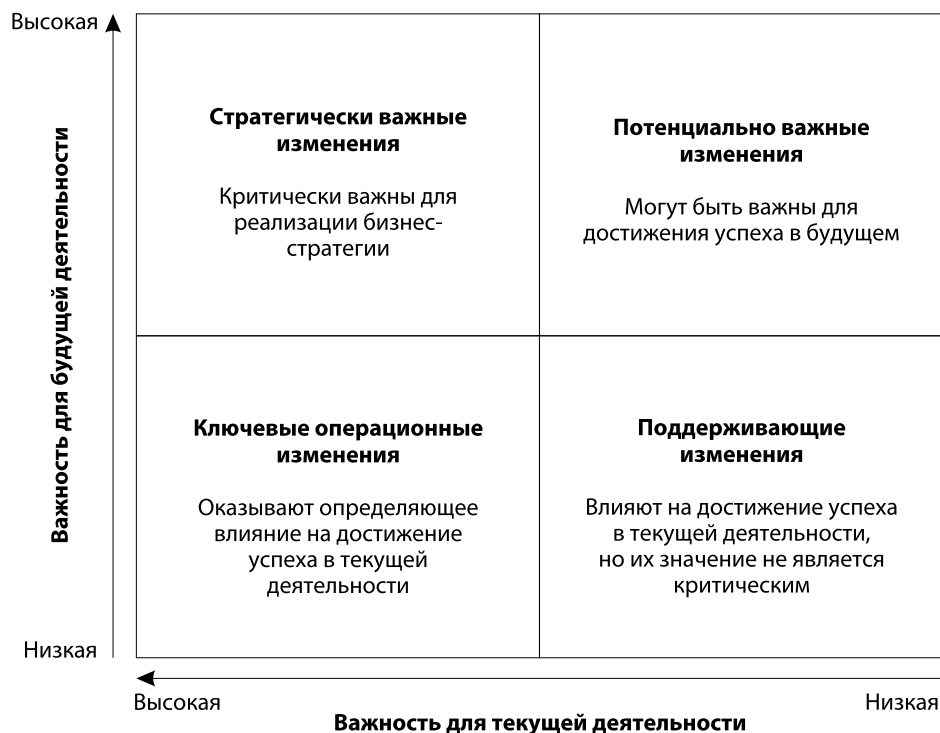 Высокая
Важность для будущей деятельности
Низкая
Стратегически важные
изменения
Критически важны для
реализации бизнес-
стратегии
Потенциально важные
изменения
Могут быть важны для
достижения успеха в будущем
Ключевые операционные
изменения
Оказывают определяющее
влияние на достижение
успеха в текущей
деятельности
Поддерживающие
изменения
Влияют на достижение успеха
в текущей деятельности,
но их значение не является
критическим
Высокая
Низкая
Важность для текущей деятельности